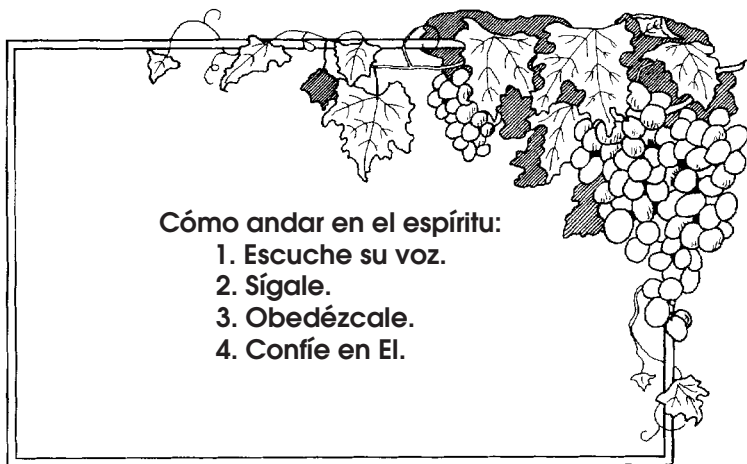 Cómo andar en el espíritu:
1. Escuche su voz.
2. Sígale.
3. Obedézcale.
4. Confíe en El.